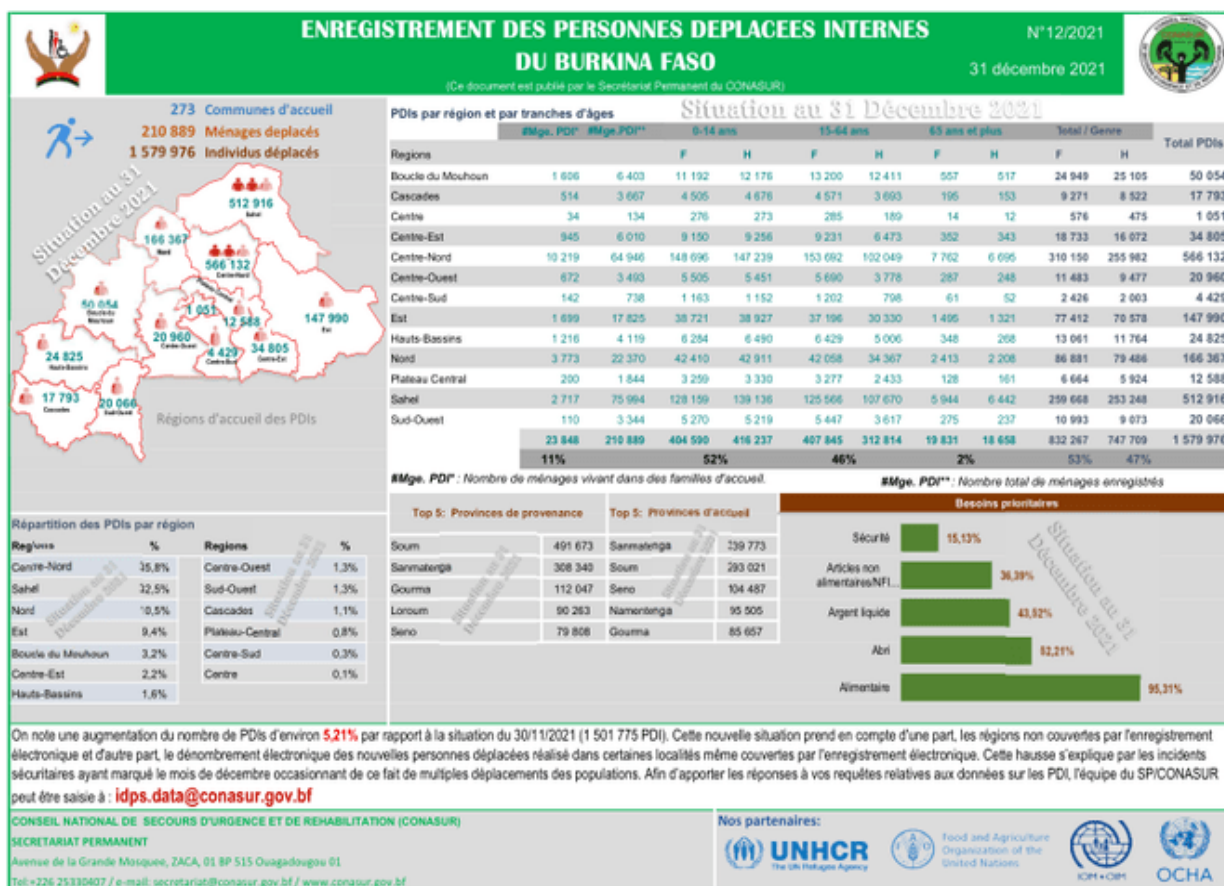 ENREGISTREMENT DES PERSONNES DEPLACEES INTERNES
DU BURKINA FASO
(Ce document est publié par le Secrétariat Permanent du CONASUR)
N°12/2021
31 décembre 2021
273 Communes d'accueil
210 889 Ménages deplacés
1 579 976 Individus déplacés
Situation au 31
Décembre 2021
512 916
Sahel
166 367
Nord
566 132
Centre-Nord
50 054
Boucle du
Mouhoun
1 051
12 588
147 990
Est
20 960
Centre-Ouest
4 429
Centre-Sud
34 805
Centre-Est
24 825
Hauts-Bassins
17 793
Cascades
20 066
Sud-Ouest
Régions d'accueil des PDIs
PDIs par région et par tranches d'âges
Situation au 31 Décembre 2021
#Mge. PDI* #Mge.PDI** 0-14 ans 15-64 ans 65 ans et plus Total / Genre Total PDIs
Regions F H F H F H F H
Boucle du Mouhoun 1 606 6 403 11 192 12 176 13 200 12 411 557 517 24 949 25 105 50 054
Cascades 514 3 667 4 505 4 676 4 571 3 693 195 153 9 271 8 522 17 793
Centre 34 134 276 273 285 189 14 12 576 475 1 051
Centre-Est 945 6 010 9 150 9 256 9 231 6 473 352 343 18 733 16 072 34 805
Centre-Nord 10 219 64 946 148 696 147 239 153 692 102 049 7 762 6 695 310 150 255 982 566 132
Centre-Ouest 672 3 493 5 505 5 451 5 690 3 778 287 248 11 483 9 477 20 960
Centre-Sud 142 738 1 163 1 152 1 202 798 61 52 2 426 2 003 4 429
Est 1 699 17 825 38 721 38 927 37 196 30 330 1 495 1 321 77 412 70 578 147 990
Hauts-Bassins 1 216 4 119 6 284 6 490 6 429 5 006 348 268 13 061 11 764 24 825
Nord 3 773 22 370 42 410 42 911 42 058 34 367 2 413 2 208 86 881 79 486 166 367
Plateau Central 200 1 844 3 259 3 330 3 277 2 433 128 161 6 664 5 924 12 588
Sahel 2 717 75 994 128 159 139 136 125 566 107 670 5 944 6 442 259 668 253 248 512 916
Sud-Ouest 110 3 344 5 270 5 219 5 447 3 617 275 237 10 993 9 073 20 066
23 848 210 889 404 590 416 237 407 845 312 814 19 831 18 658 832 267 747 709 1 579 976
11% 52% 46% 2% 53% 47%
#Mge. PDI* : Nombre de ménages vivant dans des familles d'accueil.
#Mge. PDI** : Nombre total de ménages enregistrés
Répartition des PDIs par région
Regions % Regions %
Centre-Nord 35,8% Centre-Ouest 1,3%
Sahel 32,5% Sud-Ouest 1,3%
Nord 10,5% Cascades 1,1%
Est 9,4% Plateau-Central 0,8%
Boucle du Mouhoun 3,2% Centre-Sud 0,3%
Centre-Est 2,2% Centre 0,1%
Hauts-Bassins 1,6%
Top 5: Provinces de provenance Top 5: Provinces d'accueil
Soum 491 673 Sanmatenga 339 773
Sanmatenga 308 340 Soum 293 021
Gourma 112 047 Seno 104 487
Loroum 90 263 Namentenga 95 505
Seno 79 808 Gourma 85 657
Situation au 31
Décembre 2021
Besoins prioritaires
Sécurité 15,13%
Articles non
alimentaires/NFI... 36,39%
Argent liquide 43,52%
Abri 52,21%
Alimentaire 95,31%
Situation au 31
Décembre 2021
On note une augmentation du nombre de PDIs d'environ 5,21% par rapport à la situation du 30/11/2021 (1 501 775 PDI). Cette nouvelle situation prend en compte d'une part, les régions non couvertes par l'enregistrement
électronique et d'autre part, le dénombrement électronique des nouvelles personnes déplacées réalisé dans certaines localités même couvertes par l'enregistrement électronique. Cette hausse s'explique par les incidents
sécuritaires ayant marqué le mois de décembre occasionnant de ce fait de multiples déplacements des populations. Afin d'apporter les réponses à vos requêtes relatives aux données sur les PDI, l'équipe du SP/CONASUR
peut être saisie à : idps.data@conasur.gov.bf
CONSEIL NATIONAL DE SECOURS D'URGENCE ET DE REHABILITATION (CONASUR)
SECRETARIAT PERMANENT
Avenue de la Grande Mosquee, ZACA, 01 BP 515 Ouagadougou 01
Tel:+226 25330407 / e-mail: secretariat@conasur.gov.bf / www.conasur.gov.bf
Nos partenaires:
UNHCR
The UN Refugee Agency
Food and Agriculture
Organization of the
United Nations
IOM • OIM
OCHA